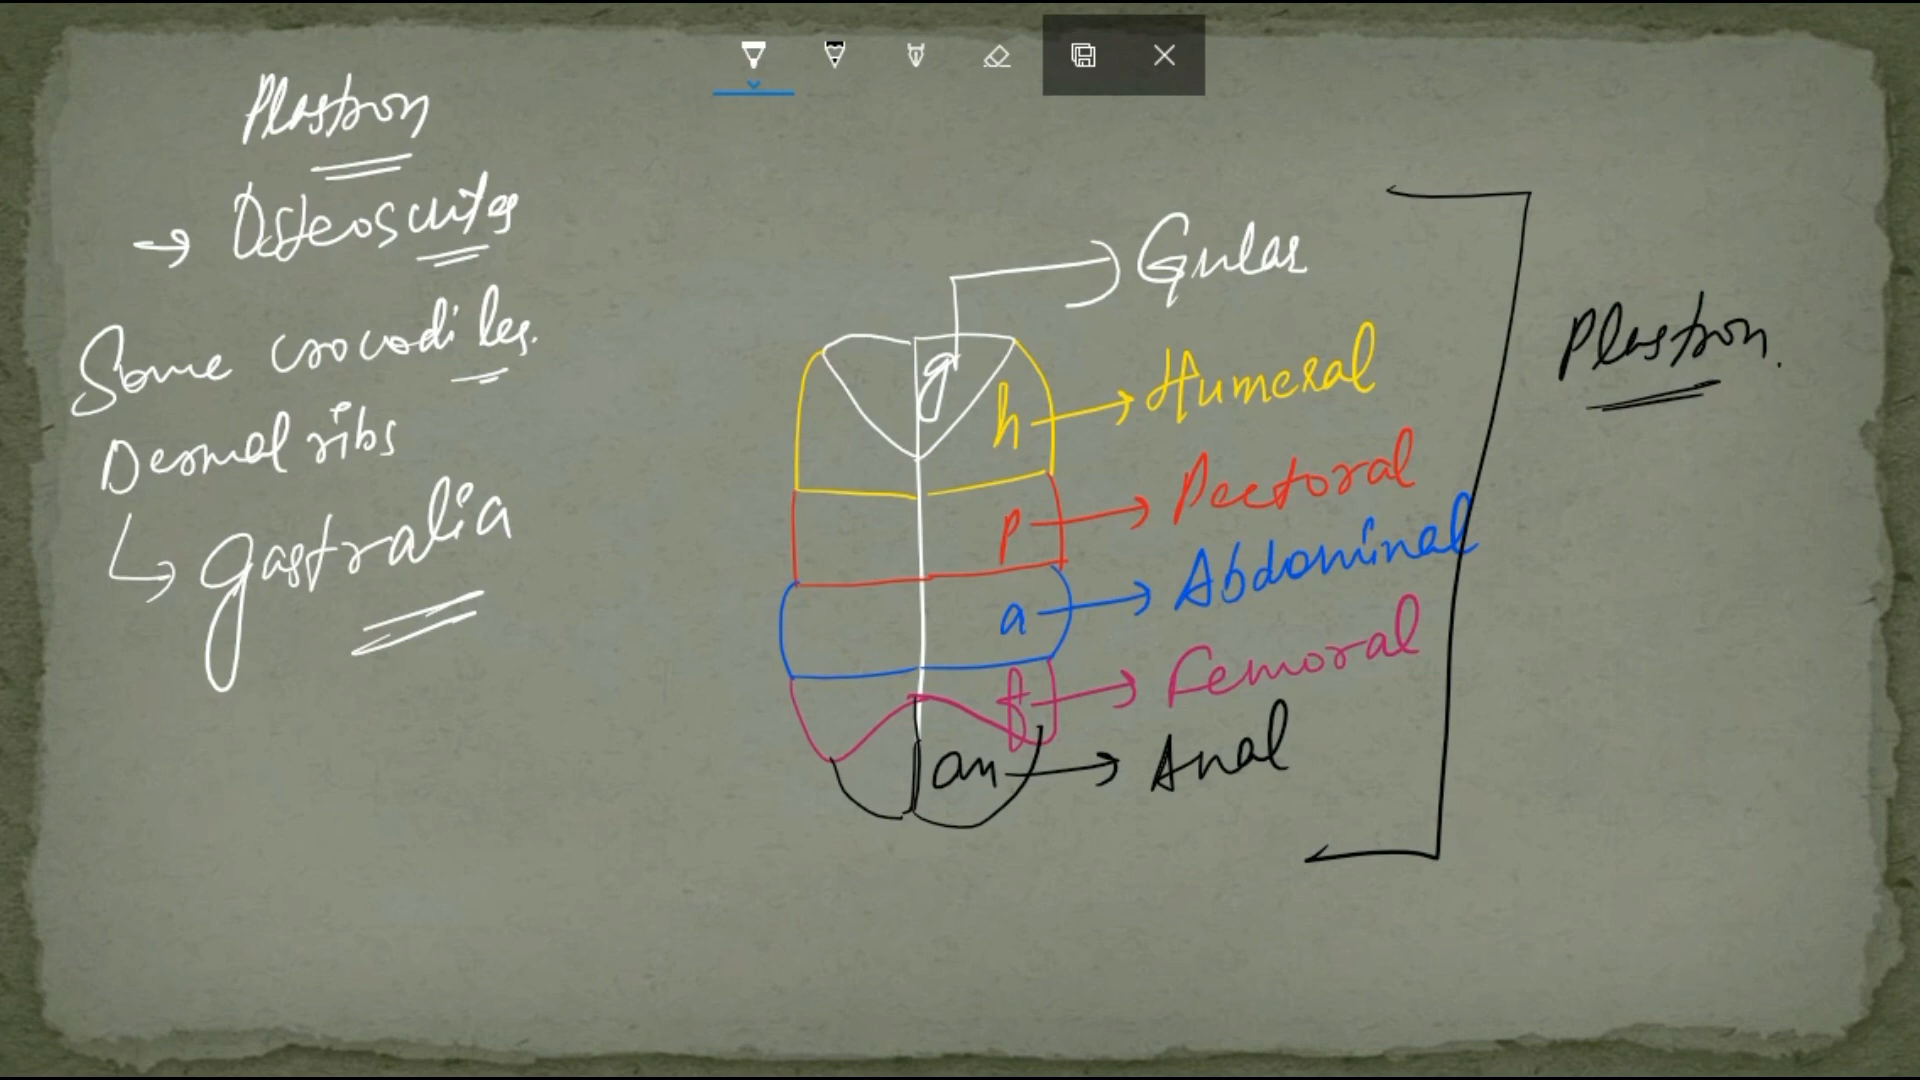 Plastron
→ Osteoscutes
Some crocodiles.
Dermal ribs
↳ gastralia
g → Gular
h → Humeral
p → Pectoral
a → Abdominal
f → Femoral
an → Anal
Plastron.